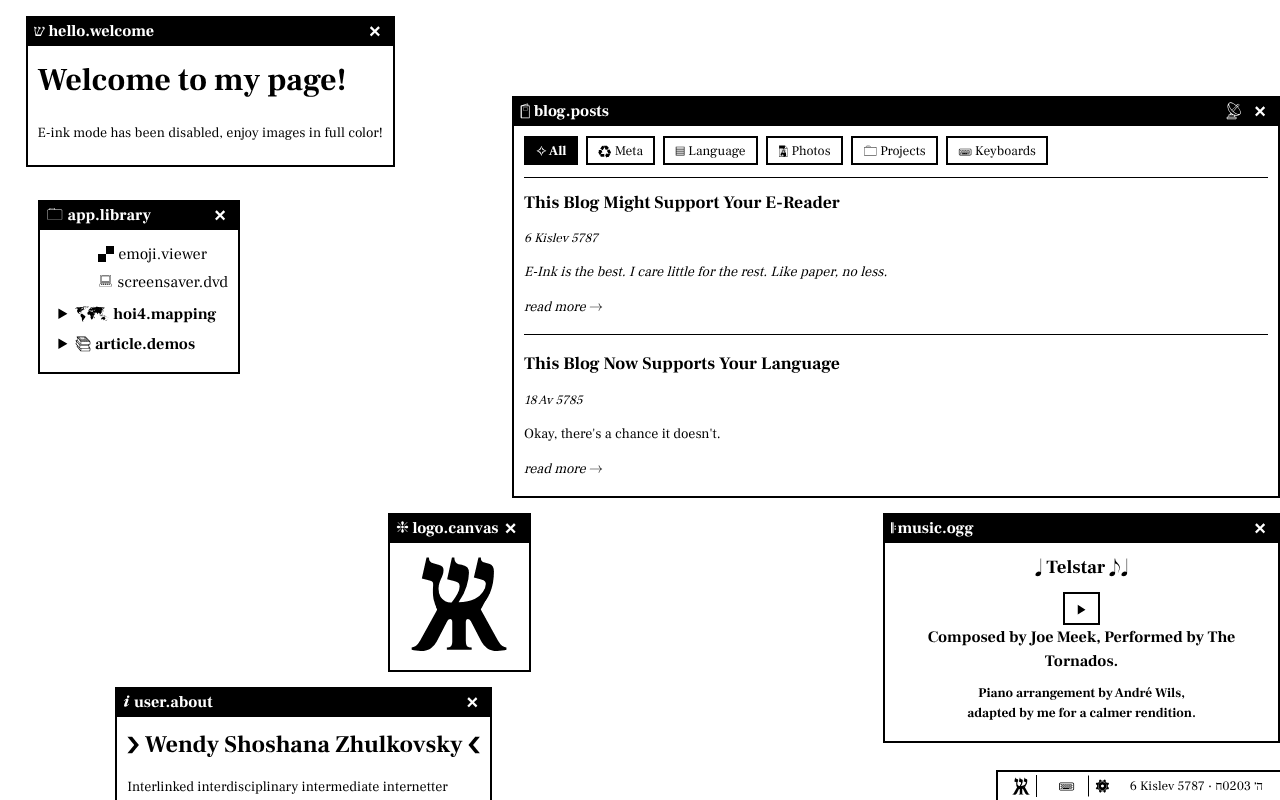 hello.welcome
Welcome to my page!
E-ink mode has been disabled, enjoy images in full color!
blog.posts
All Meta Language Photos Projects Keyboards
This Blog Might Support Your E-Reader
6 Kislev 5787
E-Ink is the best. I care little for the rest. Like paper, no less.
read more →
This Blog Now Supports Your Language
18 Av 5785
Okay, there's a chance it doesn't.
read more →
app.library
emoji.viewer
screensaver.dvd
hoi4.mapping
article.demos
logo.canvas
music.ogg
Telstar
Composed by Joe Meek, Performed by The
Tornados.
Piano arrangement by André Wils,
adapted by me for a calmer rendition.
user.about
Wendy Shoshana Zhulkovsky
Interlinked interdisciplinary intermediate internetter
6 Kislev 5787 · ה׳ 0203ח